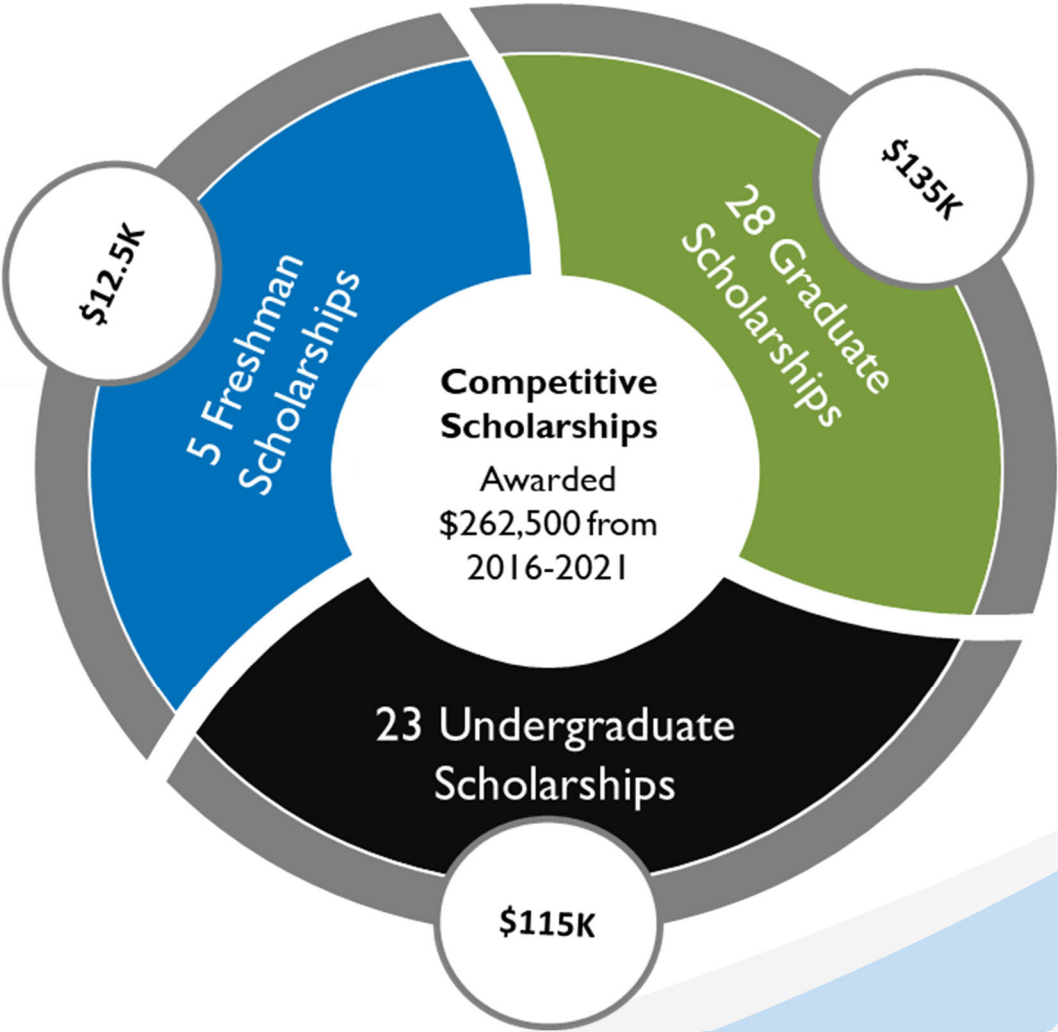 Competitive
Scholarships
Awarded
$262,500 from
2016-2021
$12.5K
5 Freshman
Scholarships
$135K
28 Graduate
Scholarships
23 Undergraduate
Scholarships
$115K